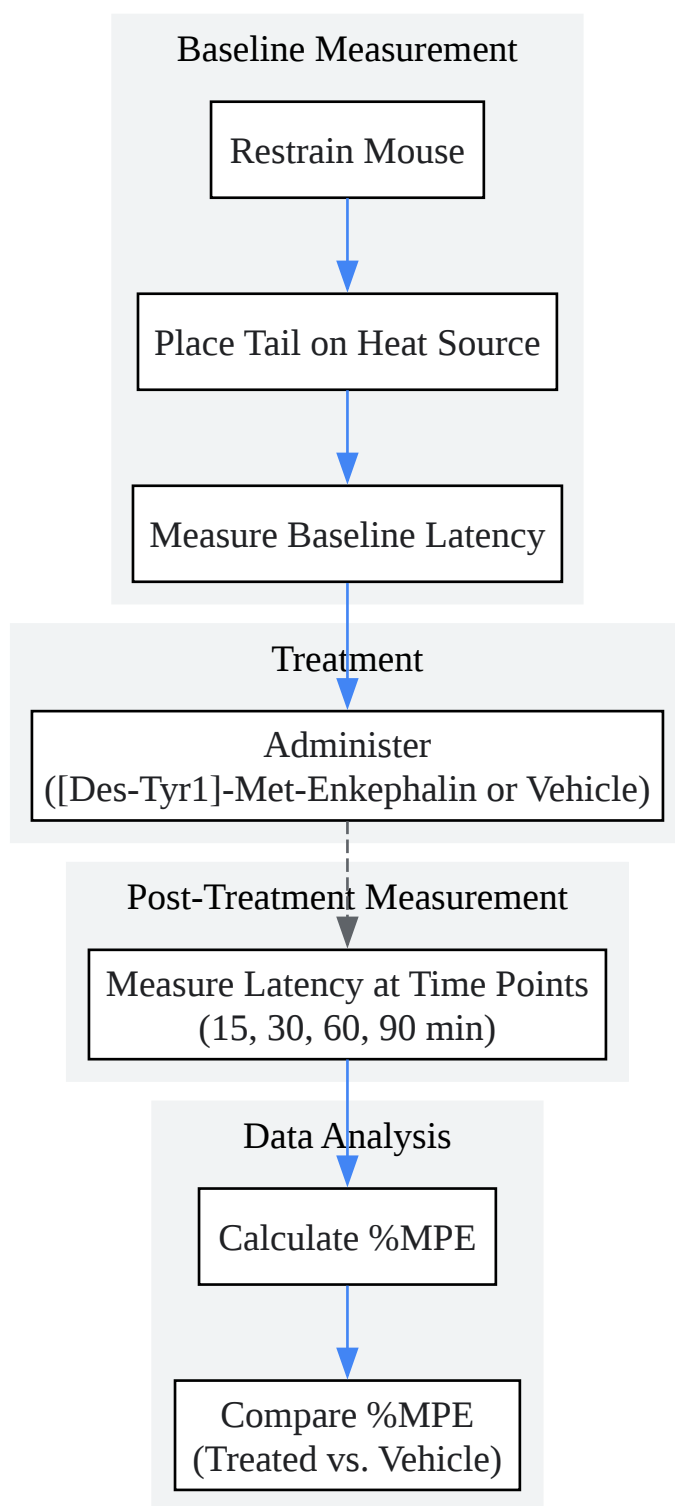 Baseline Measurement
Restrain Mouse
Place Tail on Heat Source
Measure Baseline Latency
Treatment
Administer
([Des-Tyr1]-Met-Enkephalin or Vehicle)
Post-Treatment Measurement
Measure Latency at Time Points
(15, 30, 60, 90 min)
Data Analysis
Calculate %MPE
Compare %MPE
(Treated vs. Vehicle)